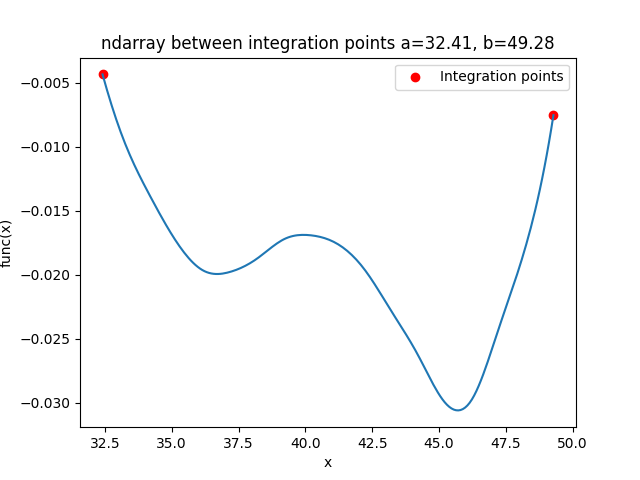 ndarray between integration points a=32.41, b=49.28
Integration points
−0.005
−0.010
−0.015
−0.020
−0.025
−0.030
func(x)
32.5 35.0 37.5 40.0 42.5 45.0 47.5 50.0
x